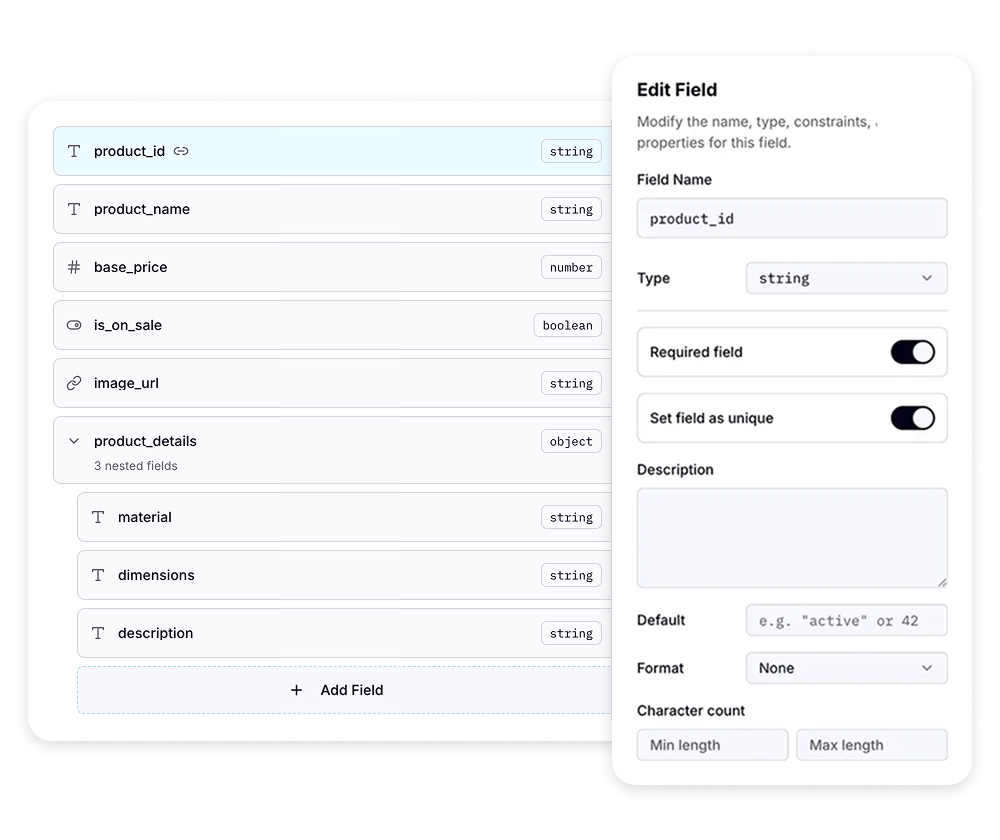 product_id
string
product_name
string
base_price
number
is_on_sale
boolean
image_url
string
product_details
object
3 nested fields
material
string
dimensions
string
description
string
+ Add Field
Edit Field
Modify the name, type, constraints,
properties for this field.
Field Name
product_id
Type
string
Required field
Set field as unique
Description
Default
e.g. "active" or 42
Format
None
Character count
Min length
Max length